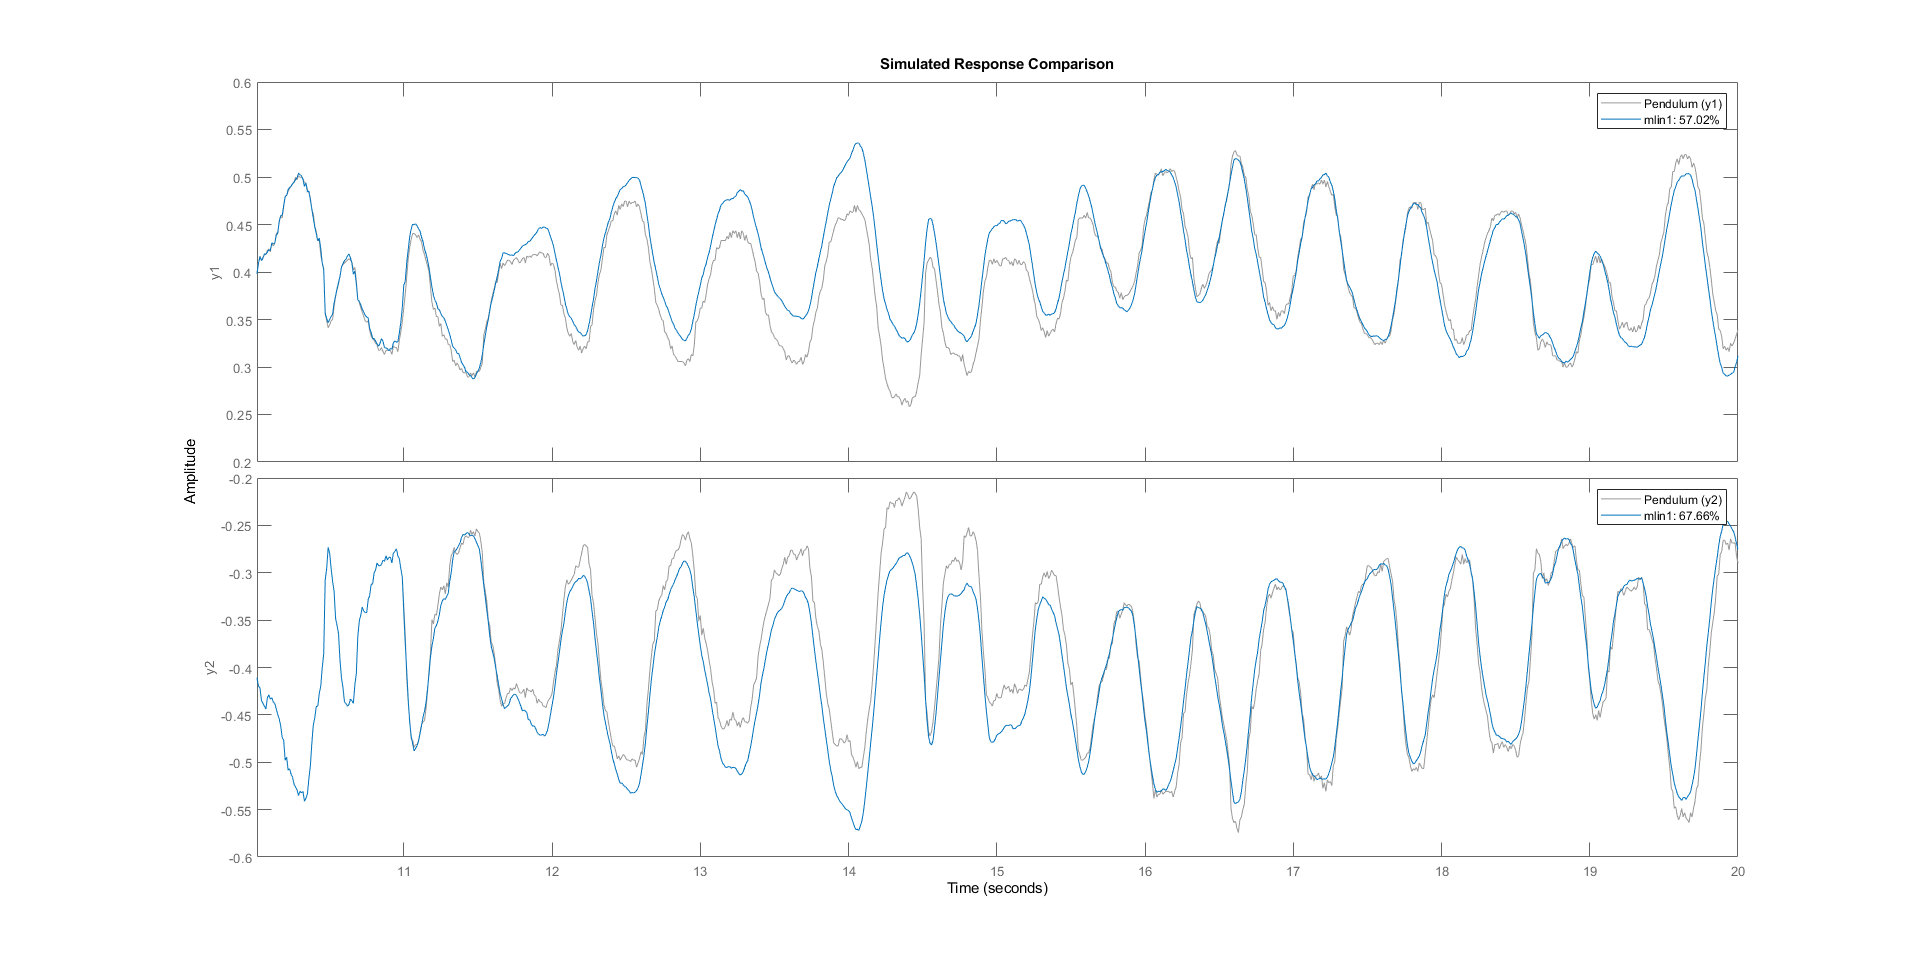 Simulated Response Comparison
0.6
0.55
0.5
0.45
0.4
0.35
0.3
0.25
0.2
y1
Pendulum (y1)
mlin1: 57.02%
Amplitude
-0.2
-0.25
-0.3
-0.35
-0.4
-0.45
-0.5
-0.55
-0.6
y2
Pendulum (y2)
mlin1: 67.66%
11 12 13 14 15 16 17 18 19 20
Time (seconds)